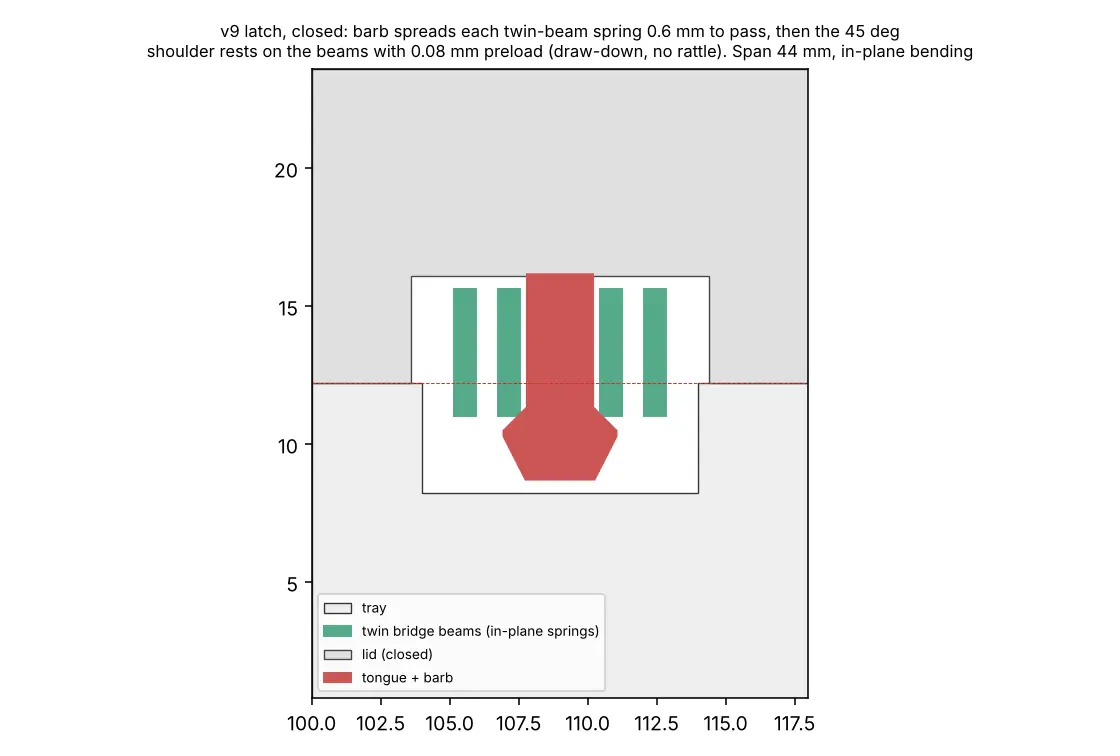 v9 latch, closed: barb spreads each twin-beam spring 0.6 mm to pass, then the 45 deg
shoulder rests on the beams with 0.08 mm preload (draw-down, no rattle). Span 44 mm, in-plane bending
20
15
10
5
tray
twin bridge beams (in-plane springs)
lid (closed)
tongue + barb
100.0 102.5 105.0 107.5 110.0 112.5 115.0 117.5